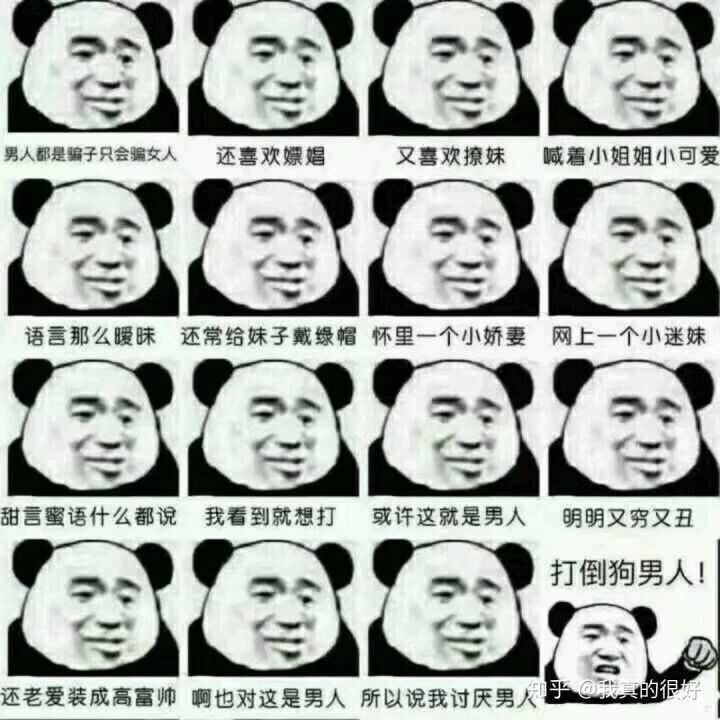 男人都是骗子只会骗女人
还喜欢嫖娼
又喜欢撩妹
喊着小姐姐小可爱
语言那么暧昧
还常给妹子戴绿帽
怀里一个小娇妻
网上一个小迷妹
甜言蜜语什么都说
我看到就想打
或许这就是男人
明明又穷又丑
还老爱装成高富帅
啊也对这是男人
所以说我讨厌男人
打倒狗男人!
知乎 @我真的很好